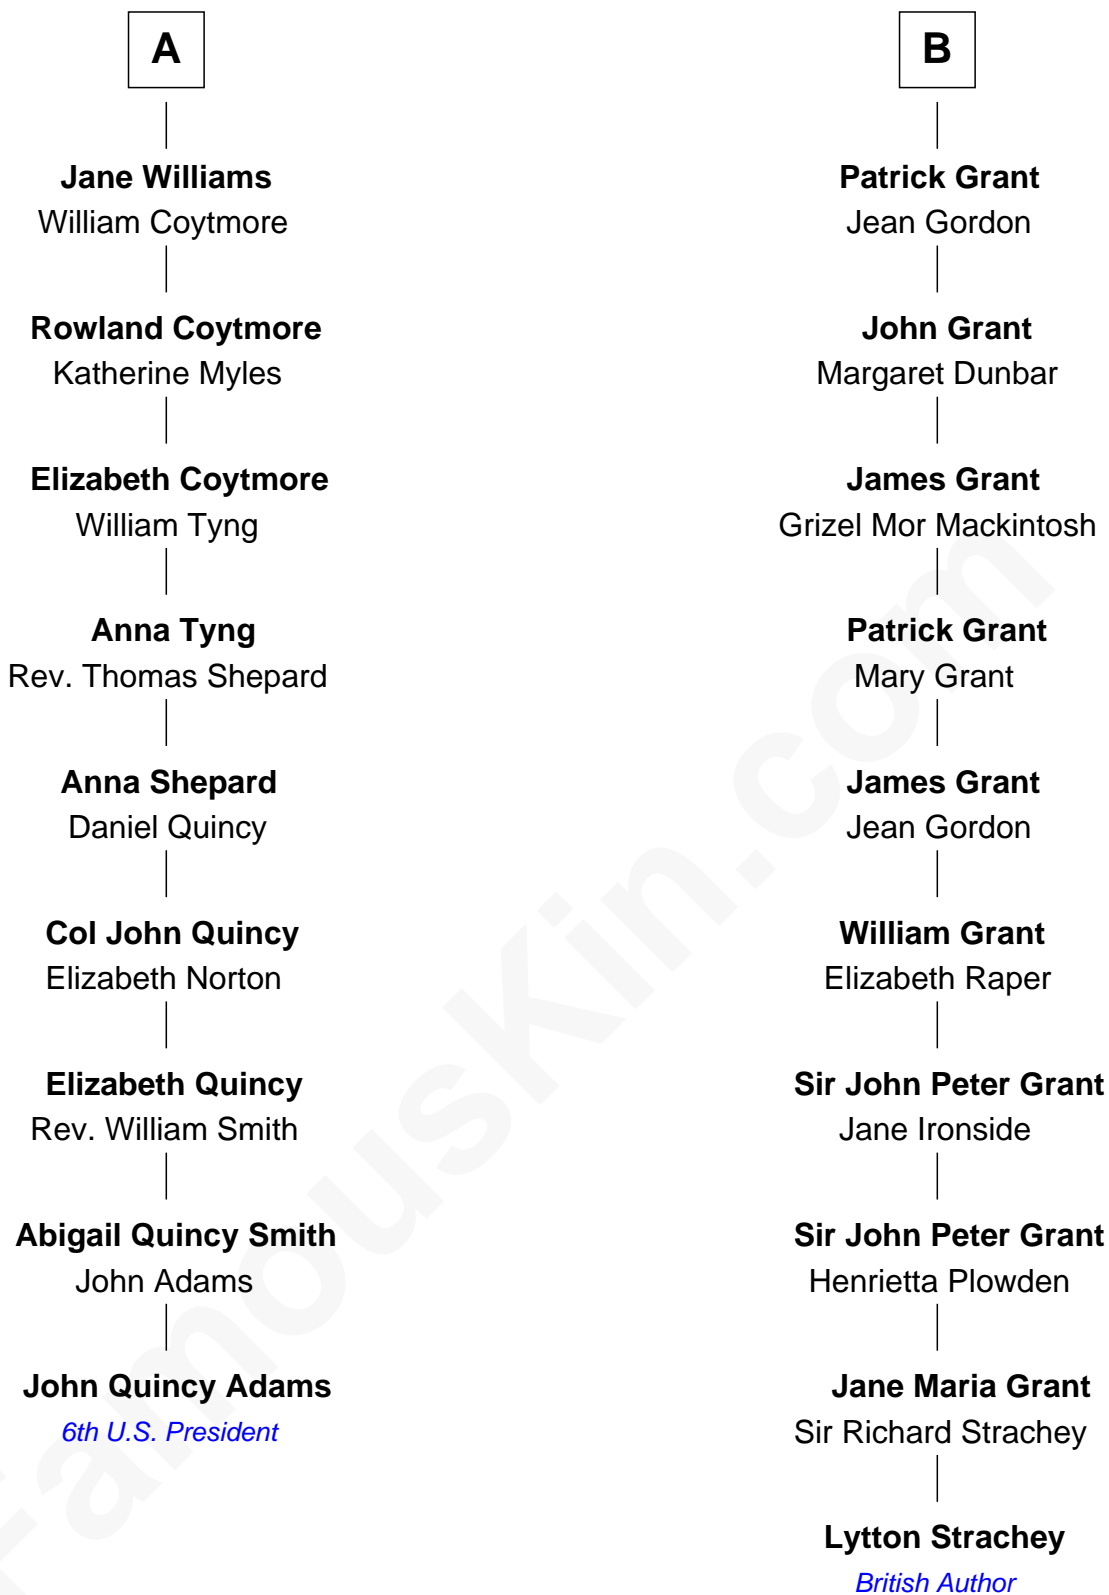 A
Jane Williams
William Coytmore
Rowland Coytmore
Katherine Myles
Elizabeth Coytmore
William Tyng
Anna Tyng
Rev. Thomas Shepard
Anna Shepard
Daniel Quincy
Col John Quincy
Elizabeth Norton
Elizabeth Quincy
Rev. William Smith
Abigail Quincy Smith
John Adams
John Quincy Adams
6th U.S. President
B
Patrick Grant
Jean Gordon
John Grant
Margaret Dunbar
James Grant
Grizel Mor Mackintosh
Patrick Grant
Mary Grant
James Grant
Jean Gordon
William Grant
Elizabeth Raper
Sir John Peter Grant
Jane Ironside
Sir John Peter Grant
Henrietta Plowden
Jane Maria Grant
Sir Richard Strachey
Lytton Strachey
British Author
FamousKin.com